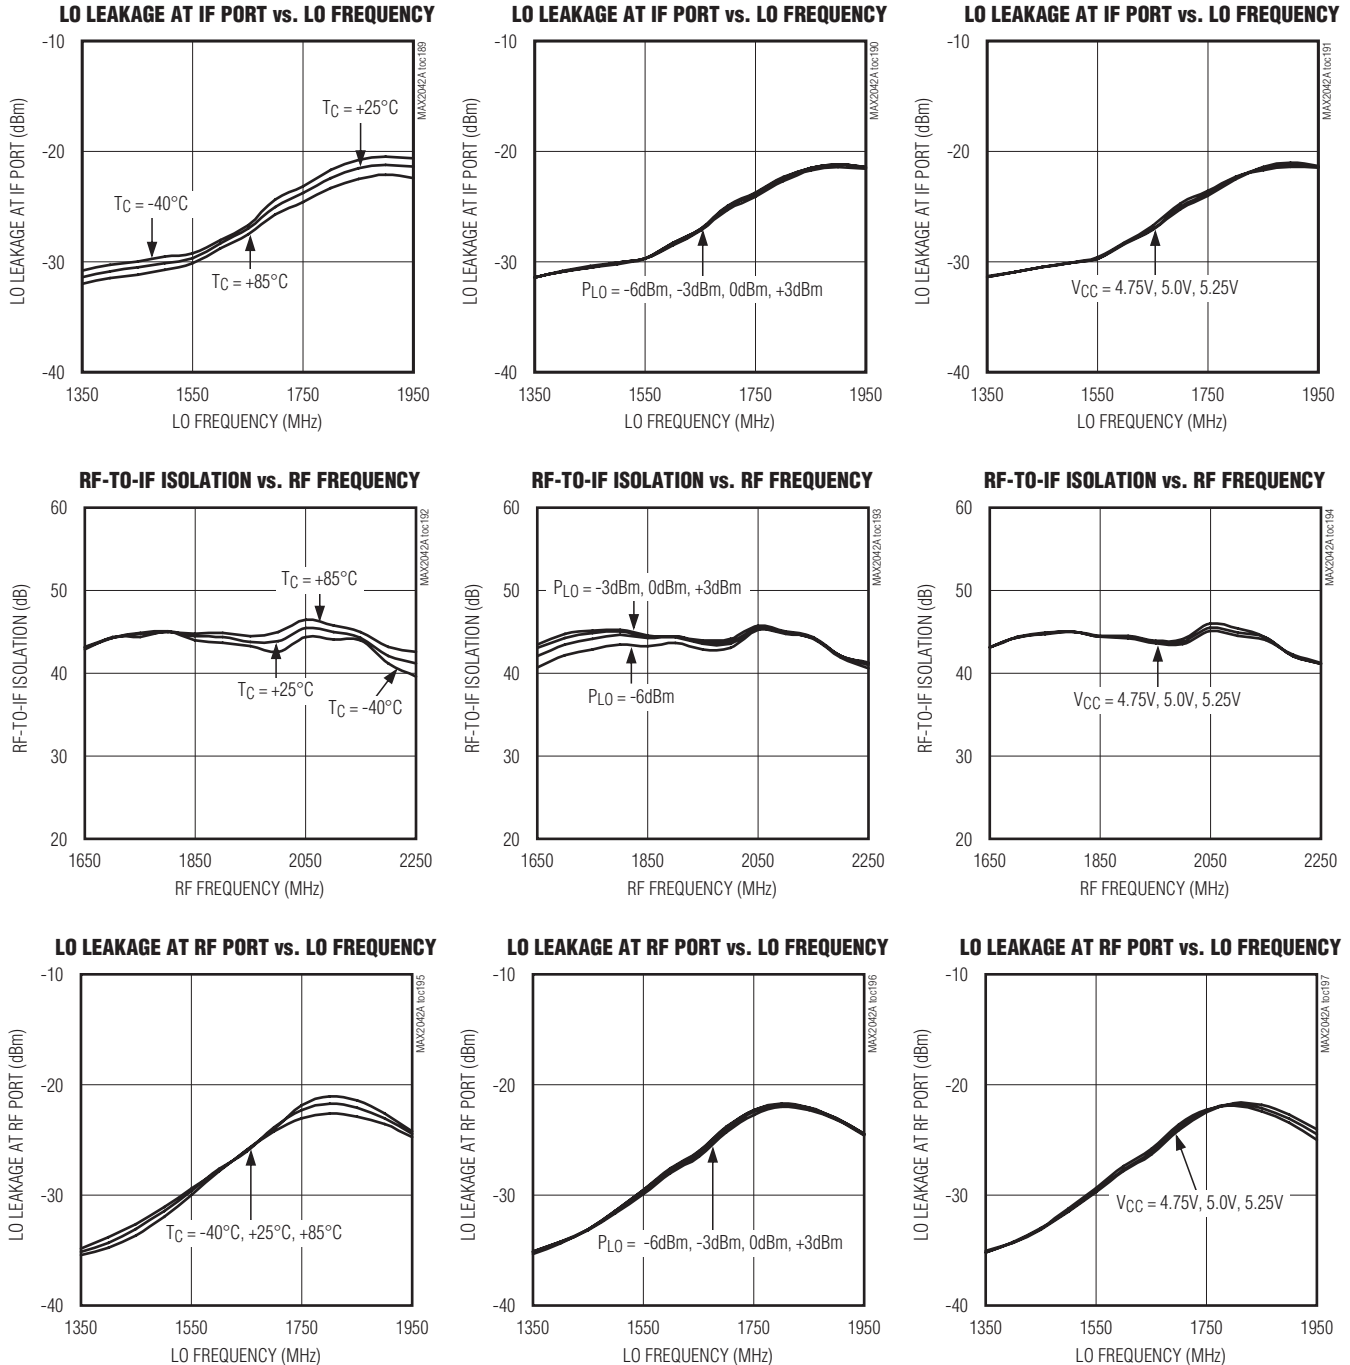 LO LEAKAGE AT IF PORT vs. LO FREQUENCY
MAX2042A toc189
LO LEAKAGE AT IF PORT (dBm)
-10
-20
-30
-40
TC = +25°C
TC = -40°C
TC = +85°C
1350 1550 1750 1950
LO FREQUENCY (MHz)
LO LEAKAGE AT IF PORT vs. LO FREQUENCY
MAX2042A toc190
LO LEAKAGE AT IF PORT (dBm)
-10
-20
-30
-40
PLO = -6dBm, -3dBm, 0dBm, +3dBm
1350 1550 1750 1950
LO FREQUENCY (MHz)
LO LEAKAGE AT IF PORT vs. LO FREQUENCY
MAX2042A toc191
LO LEAKAGE AT IF PORT (dBm)
-10
-20
-30
-40
VCC = 4.75V, 5.0V, 5.25V
1350 1550 1750 1950
LO FREQUENCY (MHz)
RF-TO-IF ISOLATION vs. RF FREQUENCY
MAX2042A toc192
RF-TO-IF ISOLATION (dB)
60
50
40
30
20
TC = +85°C
TC = +25°C
TC = -40°C
1650 1850 2050 2250
RF FREQUENCY (MHz)
RF-TO-IF ISOLATION vs. RF FREQUENCY
MAX2042A toc193
RF-TO-IF ISOLATION (dB)
60
50
40
30
20
PLO = -3dBm, 0dBm, +3dBm
PLO = -6dBm
1650 1850 2050 2250
RF FREQUENCY (MHz)
RF-TO-IF ISOLATION vs. RF FREQUENCY
MAX2042A toc194
RF-TO-IF ISOLATION (dB)
60
50
40
30
20
VCC = 4.75V, 5.0V, 5.25V
1650 1850 2050 2250
RF FREQUENCY (MHz)
LO LEAKAGE AT RF PORT vs. LO FREQUENCY
MAX2042A toc195
LO LEAKAGE AT RF PORT (dBm)
-10
-20
-30
-40
TC = -40°C, +25°C, +85°C
1350 1550 1750 1950
LO FREQUENCY (MHz)
LO LEAKAGE AT RF PORT vs. LO FREQUENCY
MAX2042A toc196
LO LEAKAGE AT RF PORT (dBm)
-10
-20
-30
-40
PLO = -6dBm, -3dBm, 0dBm, +3dBm
1350 1550 1750 1950
LO FREQUENCY (MHz)
LO LEAKAGE AT RF PORT vs. LO FREQUENCY
MAX2042A toc197
LO LEAKAGE AT RF PORT (dBm)
-10
-20
-30
-40
VCC = 4.75V, 5.0V, 5.25V
1350 1550 1750 1950
LO FREQUENCY (MHz)